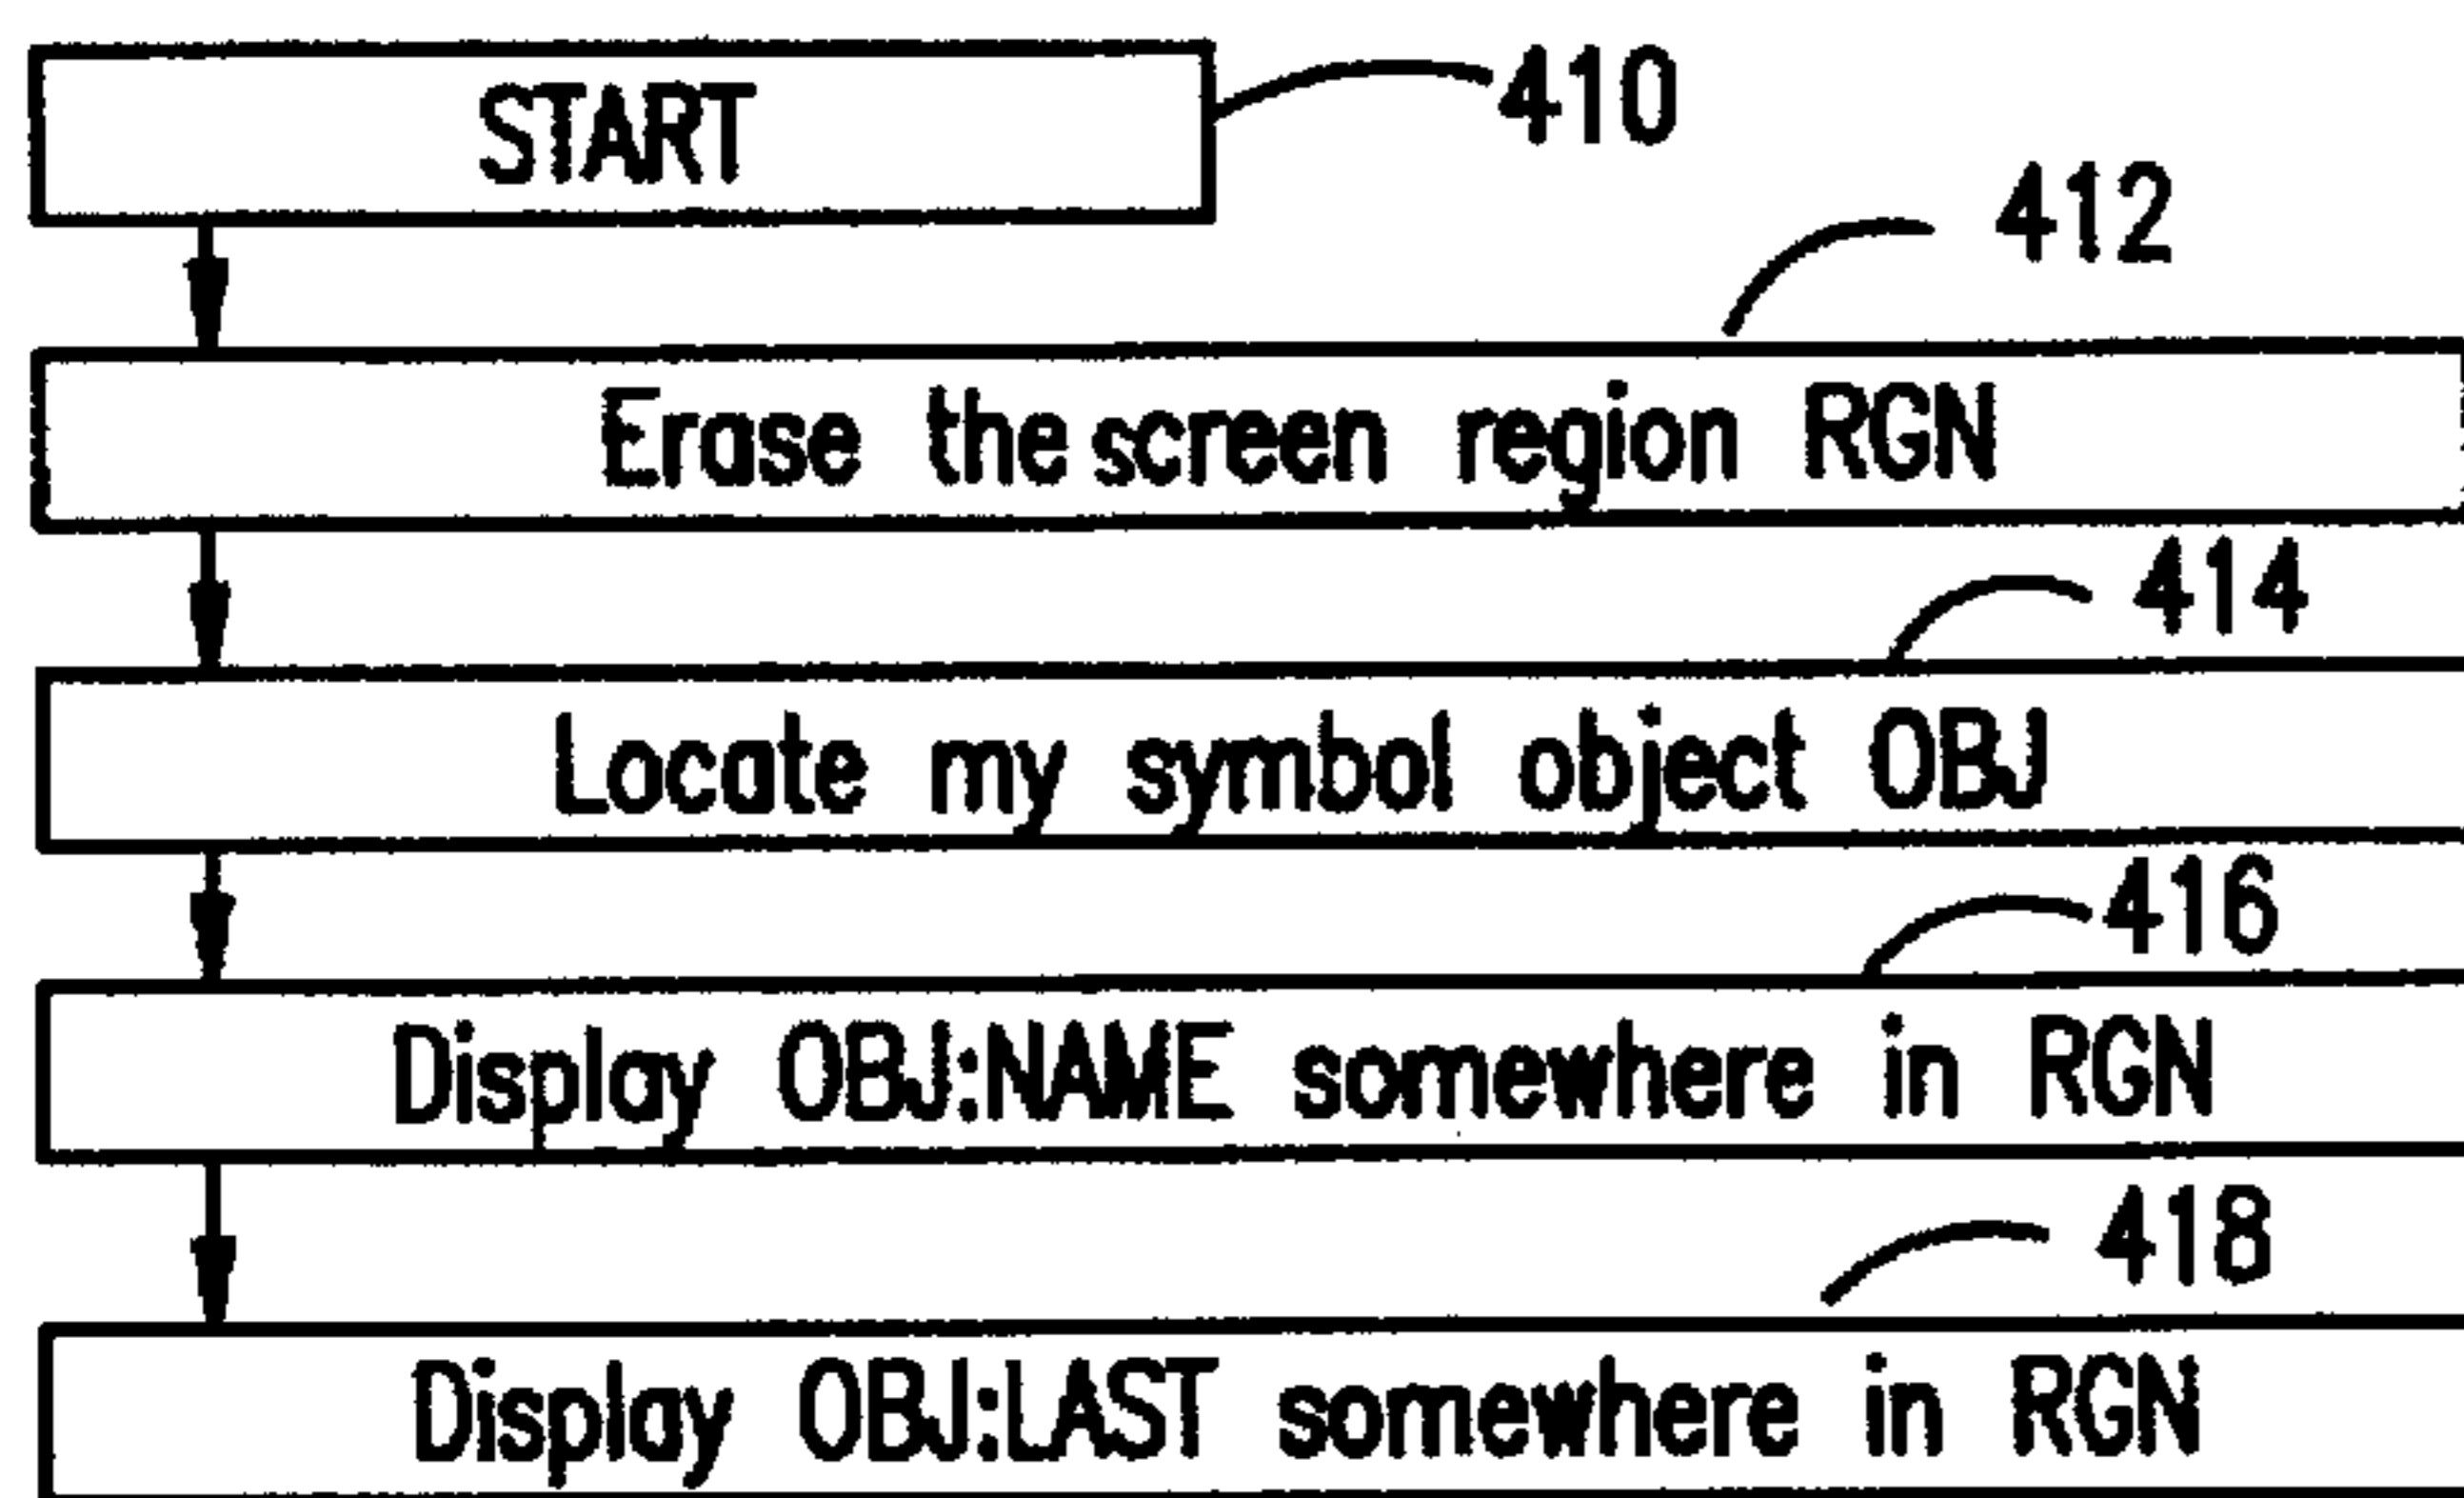 START
410
412
Erase the screen region RGN
414
Locate my symbol object OBJ
416
Display OBJ:NAME somewhere in RGN
418
Display OBJ:LAST somewhere in RGN